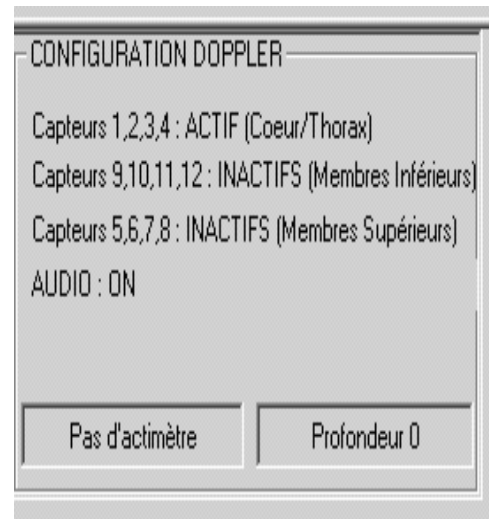 CONFIGURATION DOPPLER
Capteurs 1,2,3,4 : ACTIF (Coeur/Thorax)
Capteurs 9,10,11,12 : INACTIFS (Membres Inférieurs)
Capteurs 5,6,7,8 : INACTIFS (Membres Supérieurs)
AUDIO : ON
Pas d'actimètre
Profondeur 0